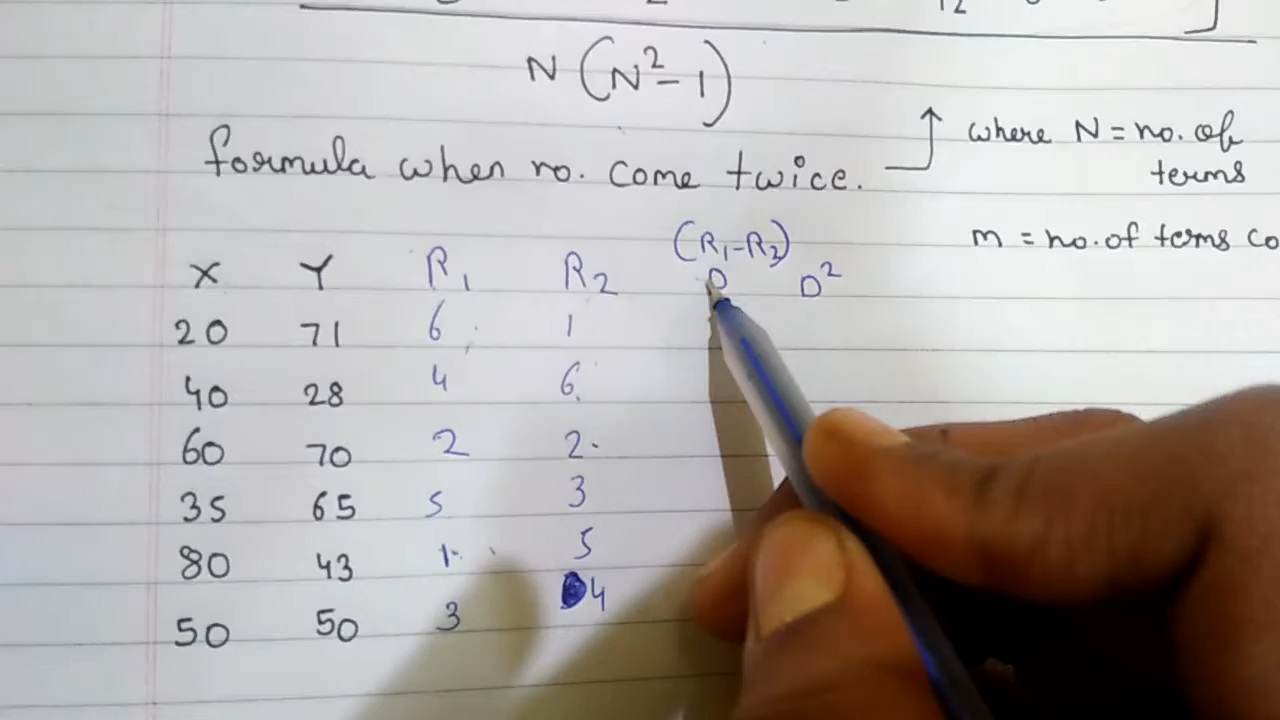 12
N (N²-1)
formula when no. come twice.
where N = no. of
terms
m = no. of terms co
(R₁-R₂)
X Y R₁ R₂ D D²
20 71 6 1
40 28 4 6
60 70 2 2
35 65 5 3
80 43 1 5
50 50 3 4